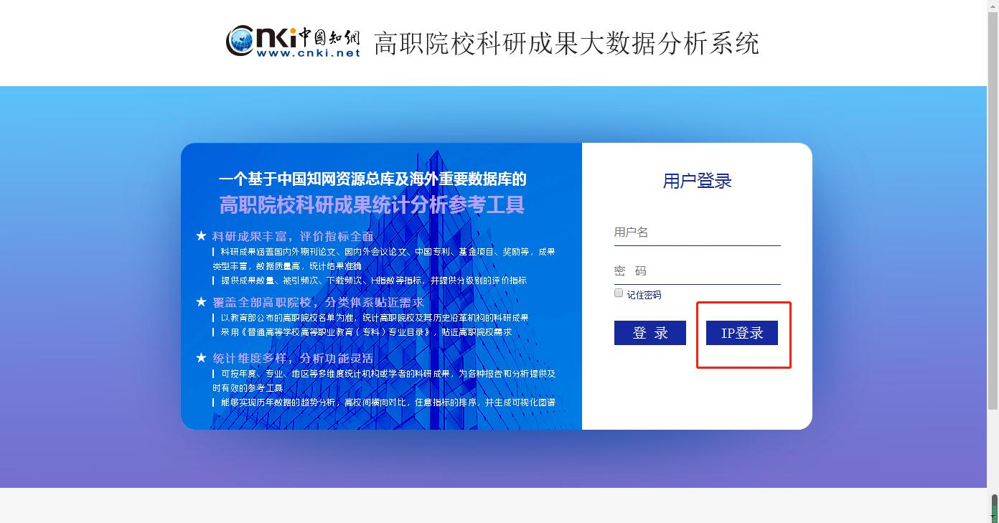 Cnki中國知網
www.cnki.net
高职院校科研成果大数据分析系统
一个基于中国知网资源总库及海外重要数据库的
高职院校科研成果统计分析参考工具
★ 科研成果丰富，评价指标全面
科研成果涵盖国内外期刊论文、国内外会议论文、中国专利、基金项目、奖励等，成果
类型丰富，数据质量高，统计结果准确
提供成果数量、被引频次、下载频次、H指数等指标，并提供分级别的评价指标
★ 覆盖全部高职院校，分类体系贴近需求
以教育部公布的高职院校名单为准，统计高职院校及其历史沿革机构的科研成果
采用《普通高等学校高等职业教育（专科）专业目录》，贴近高职院校需求
★ 统计维度多样，分析功能灵活
可按年度、专业、地区等多维度统计机构或学者的科研成果，为各种报告和分析提供及
时有效的参考工具
能够实现历年数据的趋势分析，高校间横向对比，任意指标的排序，并生成可视化图谱
用户登录
用户名
密 码
记住密码
登 录
IP登录